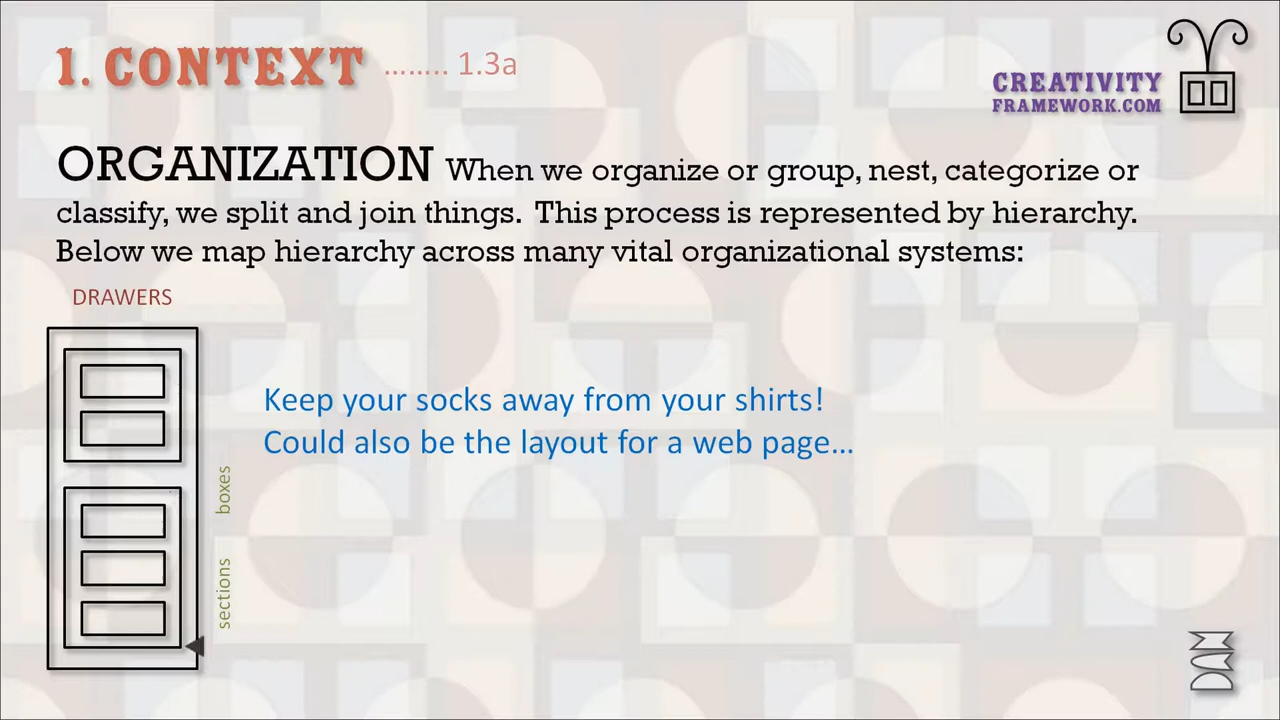 1. CONTEXT ........ 1.3a
CREATIVITY
FRAMEWORK.COM
ORGANIZATION When we organize or group, nest, categorize or
classify, we split and join things.  This process is represented by hierarchy.
Below we map hierarchy across many vital organizational systems:
DRAWERS
Keep your socks away from your shirts!
Could also be the layout for a web page...
boxes
sections